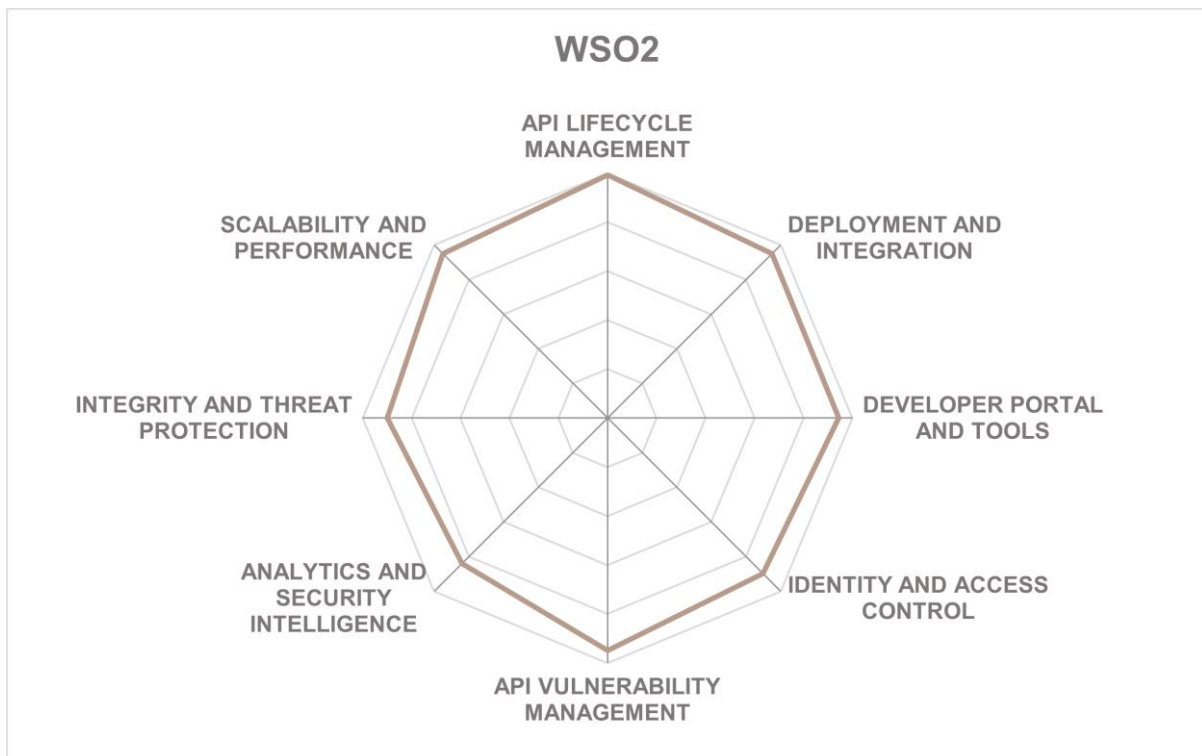 WSO2
API LIFECYCLE
MANAGEMENT
SCALABILITY AND
PERFORMANCE
DEPLOYMENT AND
INTEGRATION
INTEGRITY AND THREAT
PROTECTION
DEVELOPER PORTAL
AND TOOLS
ANALYTICS AND
SECURITY
INTELLIGENCE
IDENTITY AND ACCESS
CONTROL
API VULNERABILITY
MANAGEMENT